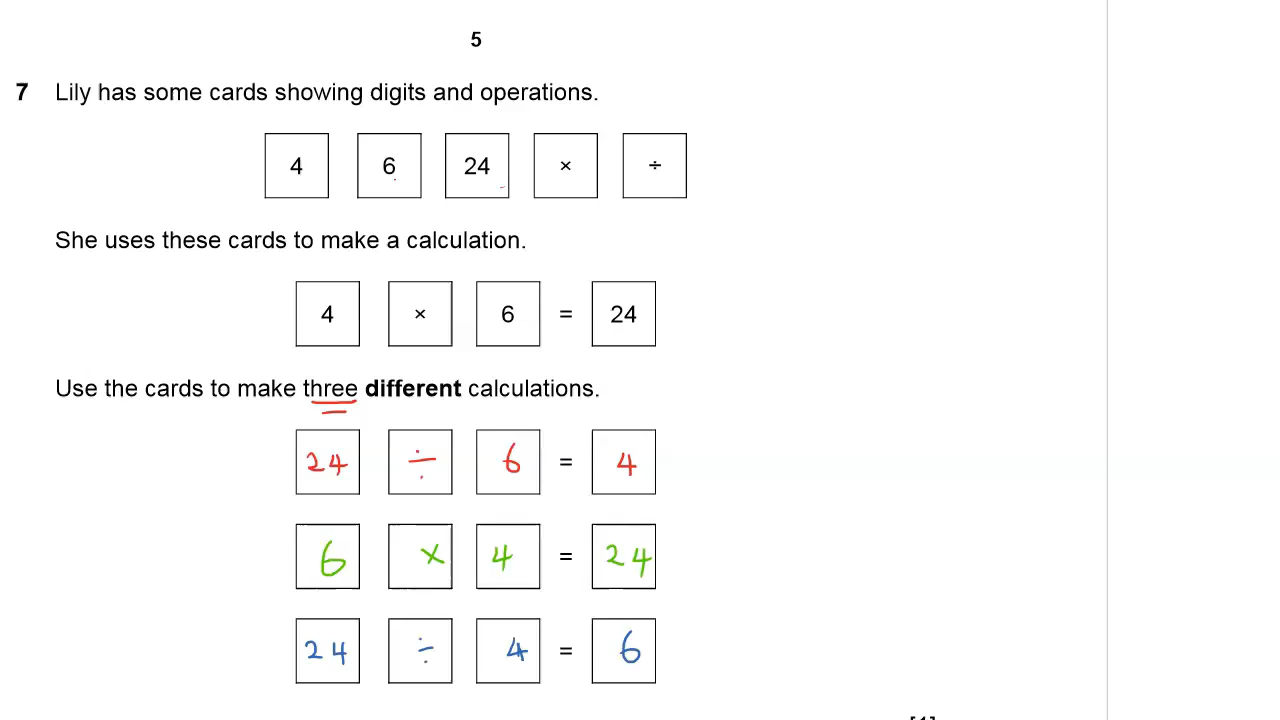 5
7 Lily has some cards showing digits and operations.
4 6 24 × ÷
She uses these cards to make a calculation.
4 × 6 = 24
Use the cards to make three different calculations.
24 ÷ 6 = 4
6 × 4 = 24
24 ÷ 4 = 6